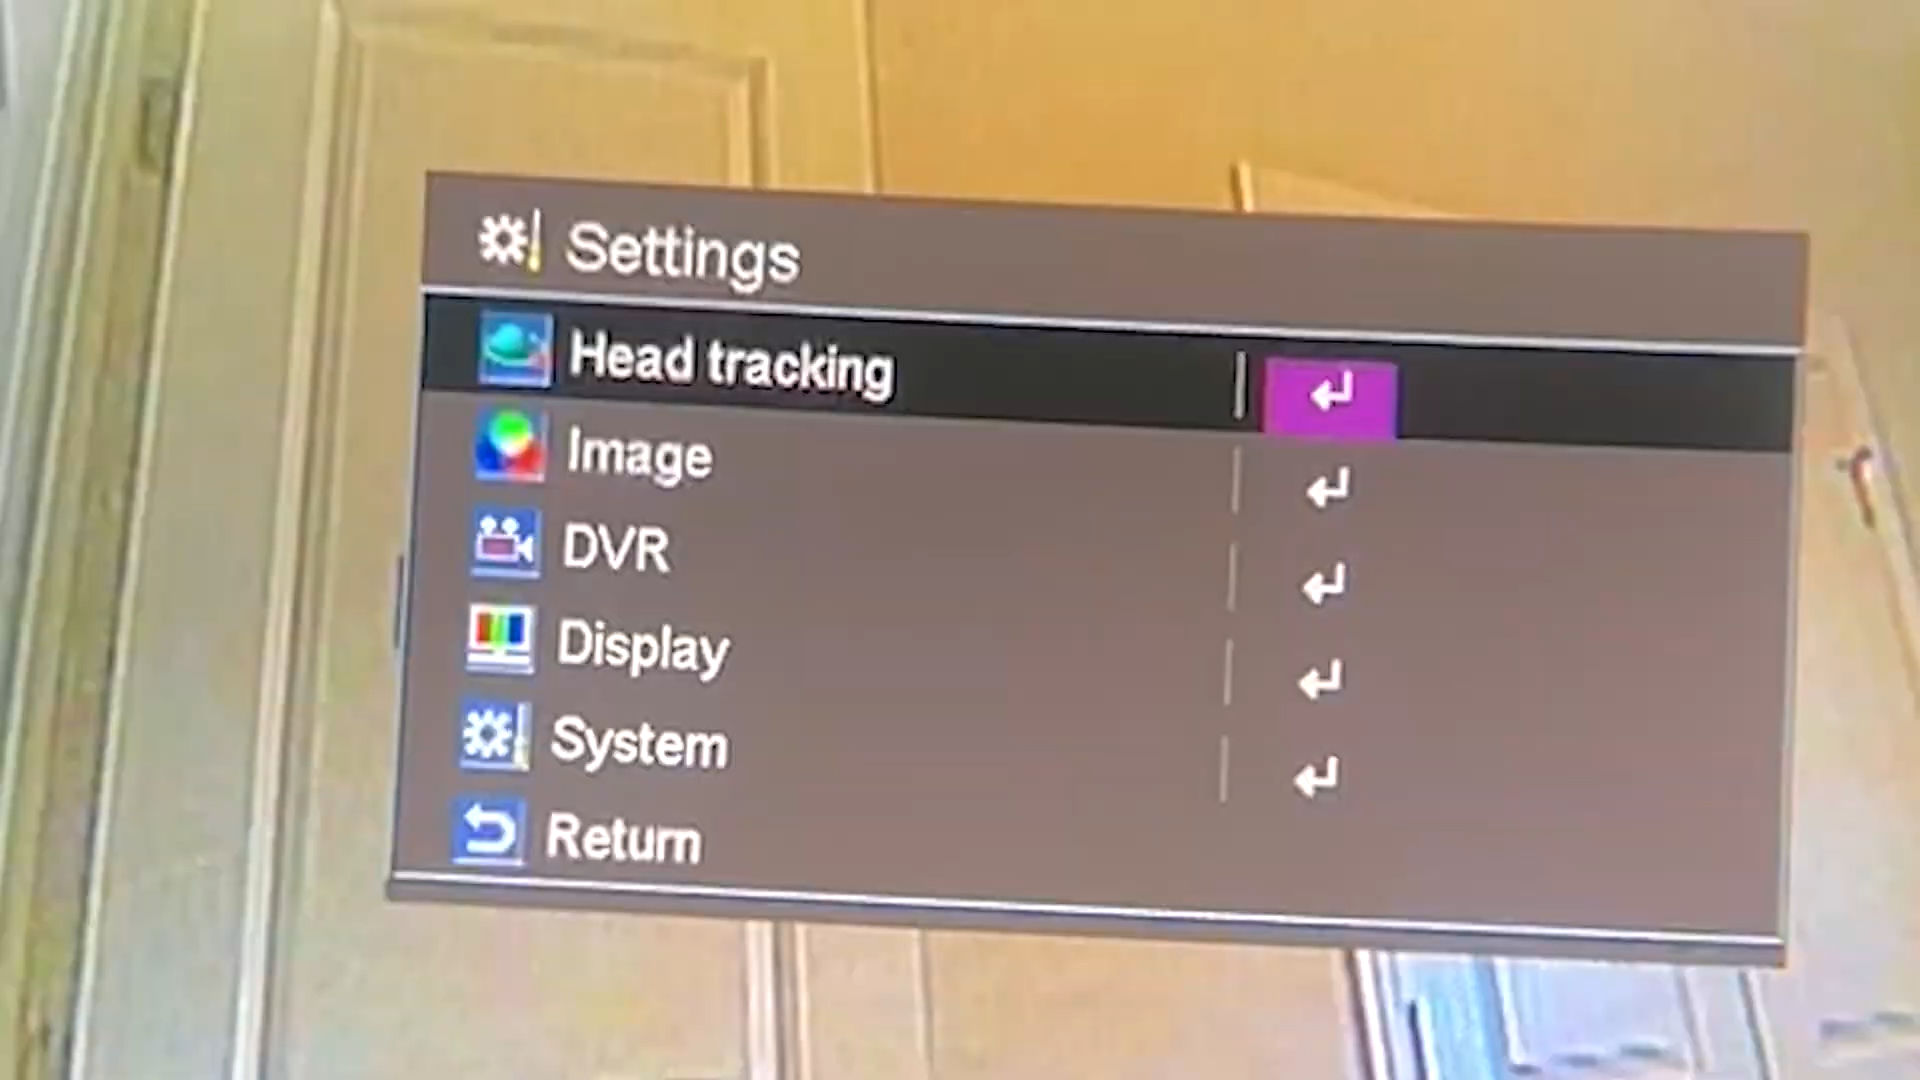 Settings
Head tracking
Image
DVR
Display
System
Return